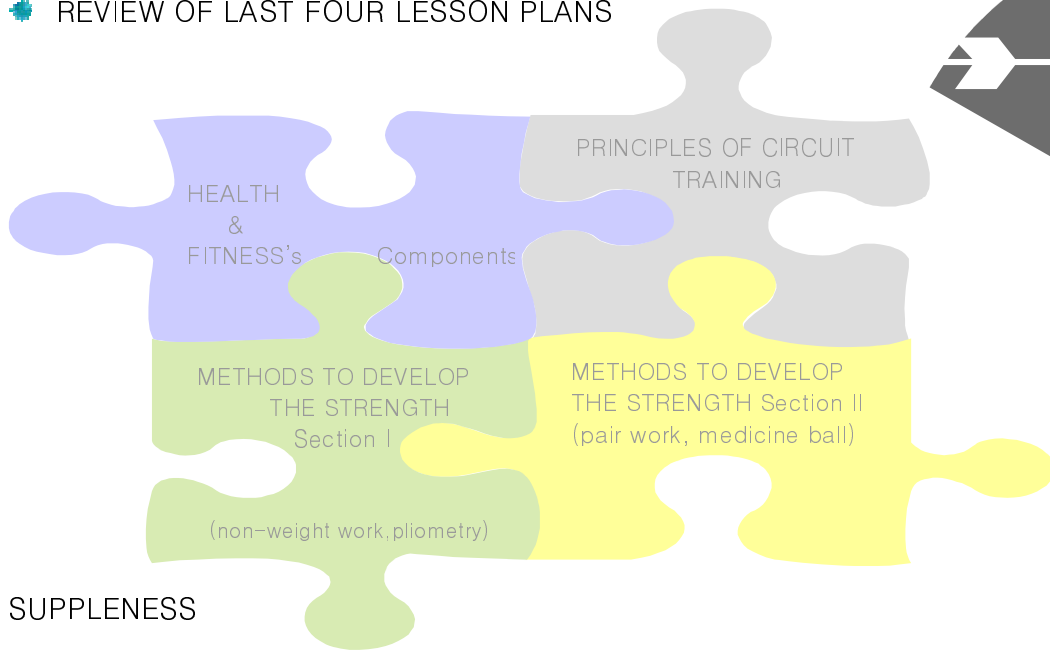 REVIEW OF LAST FOUR LESSON PLANS
HEALTH
&
FITNESS's Components
PRINCIPLES OF CIRCUIT
TRAINING
METHODS TO DEVELOP
THE STRENGTH
Section I
(non-weight work,pliometry)
METHODS TO DEVELOP
THE STRENGTH Section II
(pair work, medicine ball)
SUPPLENESS